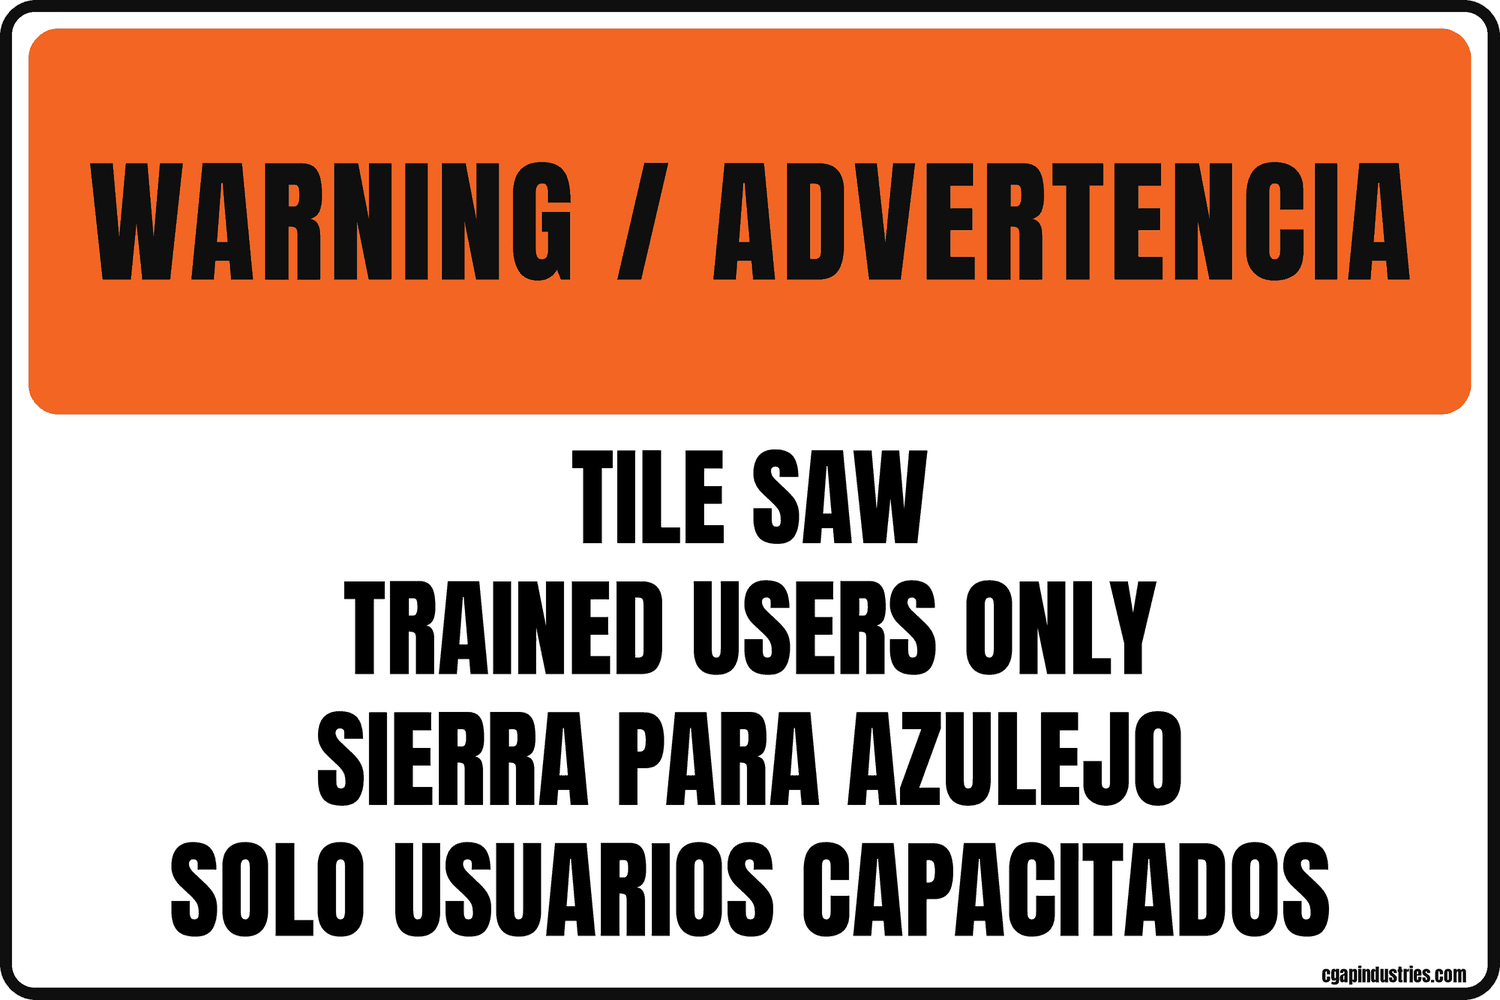 WARNING / ADVERTENCIA
TILE SAW
TRAINED USERS ONLY
SIERRA PARA AZULEJO
SOLO USUARIOS CAPACITADOS
cgapindustries.com